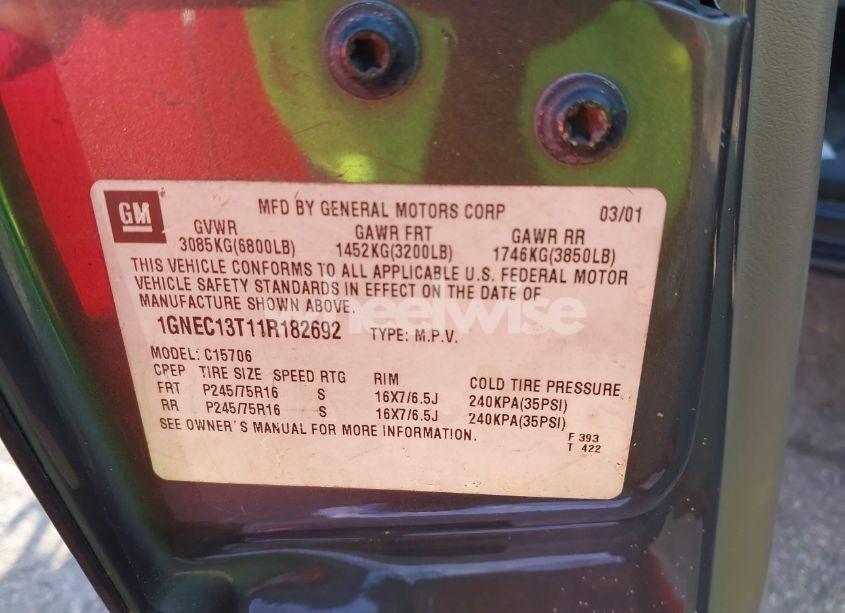 GM
MFD BY GENERAL MOTORS CORP 03/01
GVWR GAWR FRT GAWR RR
3085KG(6800LB) 1452KG(3200LB) 1746KG(3850LB)
THIS VEHICLE CONFORMS TO ALL APPLICABLE U.S. FEDERAL MOTOR
VEHICLE SAFETY STANDARDS IN EFFECT ON THE DATE OF
MANUFACTURE SHOWN ABOVE.
wheelwise
1GNEC13T11R182692 TYPE: M.P.V.
MODEL: C15706
CPEP TIRE SIZE SPEED RTG RIM COLD TIRE PRESSURE
FRT P245/75R16 S 16X7/6.5J 240KPA(35PSI)
RR P245/75R16 S 16X7/6.5J 240KPA(35PSI)
SEE OWNER'S MANUAL FOR MORE INFORMATION.
F 393
T 422